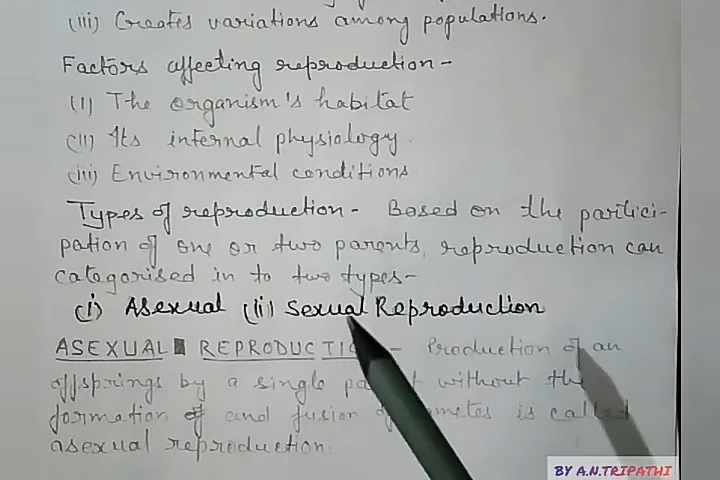 (iii) Creates variations among populations.
Factors affecting reproduction-
(I) The organism's habitat
(II) Its internal physiology.
(iii) Environmental conditions.
Types of reproduction- Based on the partici-
pation of one or two parents, reproduction can
categorised in to two types-
(i) Asexual (ii) Sexual Reproduction
ASEXUAL REPRODUCTIO - Production of an
offsprings by a single pa t without the
formation of and fusion of metes is called
asexual reproduction.
BY A.N.TRIPATHI